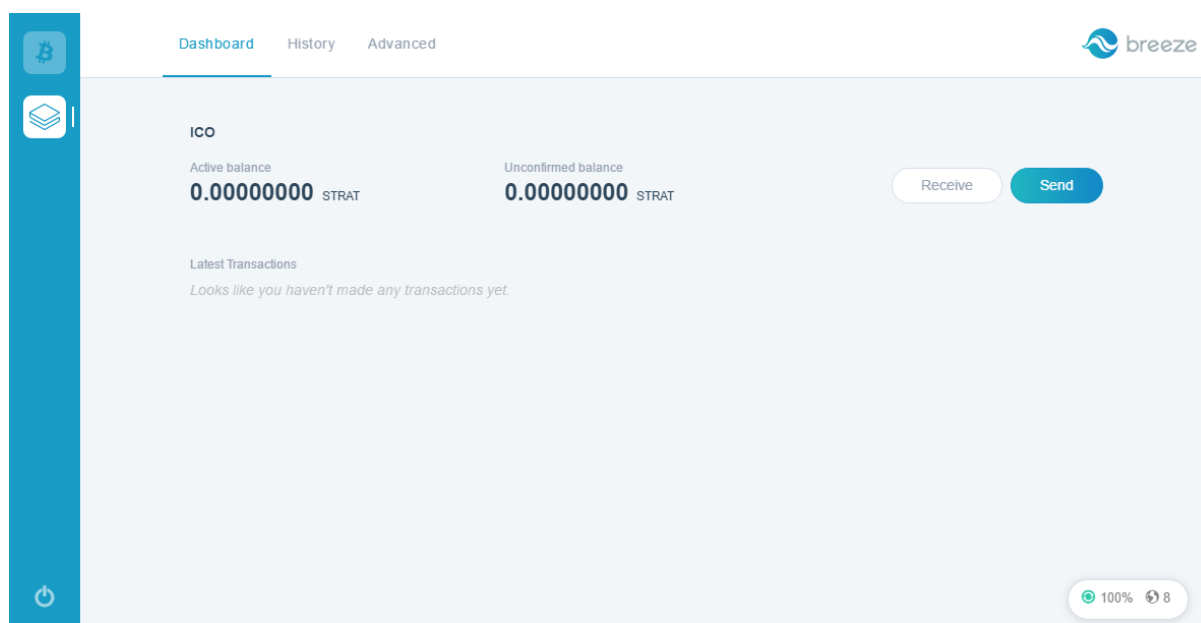 Dashboard History Advanced breeze
ICO
Active balance Unconfirmed balance
0.00000000 STRAT 0.00000000 STRAT Receive Send
Latest Transactions
Looks like you haven't made any transactions yet.
100% 8